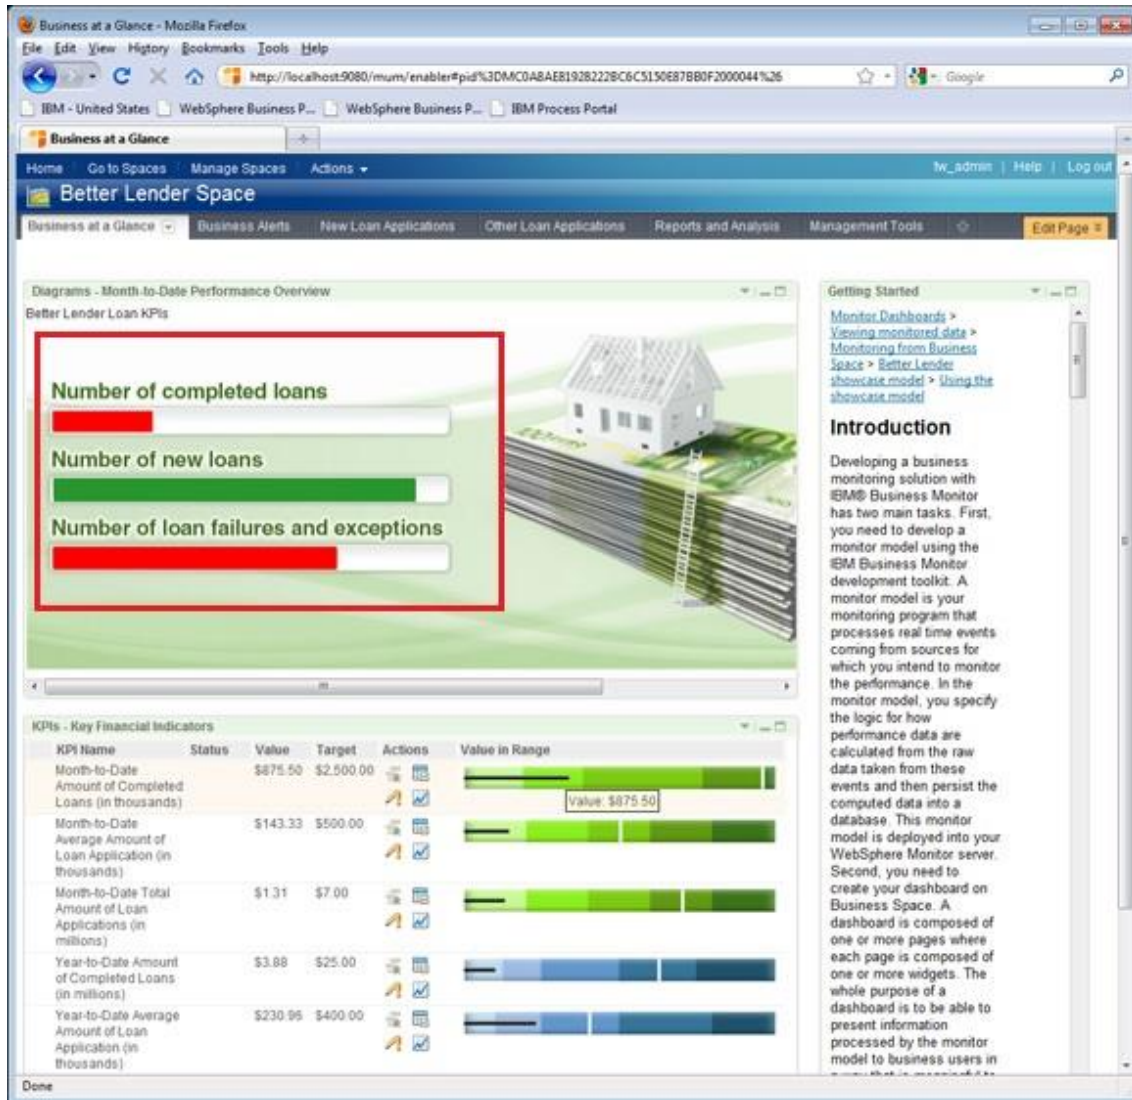 Business at a Glance - Mozilla Firefox
File Edit View History Bookmarks Tools Help
http://localhost:9080/mum/enabler#pid%3DMC0A8AE81928222BC6C5150E87BB0F2000044%26
Google
IBM - United States WebSphere Business P... WebSphere Business P... IBM Process Portal
Business at a Glance
Home Go to Spaces Manage Spaces Actions
tw_admin | Help | Log out
Better Lender Space
Business at a Glance Business Alerts New Loan Applications Other Loan Applications Reports and Analysis Management Tools Edit Page
Diagrams - Month-to-Date Performance Overview
Better Lender Loan KPIs
Number of completed loans
Number of new loans
Number of loan failures and exceptions
KPIs - Key Financial Indicators
KPI Name Status Value Target Actions Value in Range
Month-to-Date $875.50 $2,500.00
Amount of Completed
Loans (in thousands)
Value: $875.50
Month-to-Date $143.33 $500.00
Average Amount of
Loan Application (in
thousands)
Month-to-Date Total $1.31 $7.00
Amount of Loan
Applications (in
millions)
Year-to-Date Amount $3.88 $25.00
of Completed Loans
(in millions)
Year-to-Date Average $230.96 $400.00
Amount of Loan
Application (in
thousands)
Getting Started
Monitor Dashboards >
Viewing monitored data >
Monitoring from Business
Space > Better Lender
showcase model > Using the
showcase model
Introduction
Developing a business
monitoring solution with
IBM® Business Monitor
has two main tasks. First,
you need to develop a
monitor model using the
IBM Business Monitor
development toolkit. A
monitor model is your
monitoring program that
processes real time events
coming from sources for
which you intend to monitor
the performance. In the
monitor model, you specify
the logic for how
performance data are
calculated from the raw
data taken from these
events and then persist the
computed data into a
database. This monitor
model is deployed into your
WebSphere Monitor server.
Second, you need to
create your dashboard on
Business Space. A
dashboard is composed of
one or more pages where
each page is composed of
one or more widgets. The
whole purpose of a
dashboard is to be able to
present information
processed by the monitor
model to business users in
Done